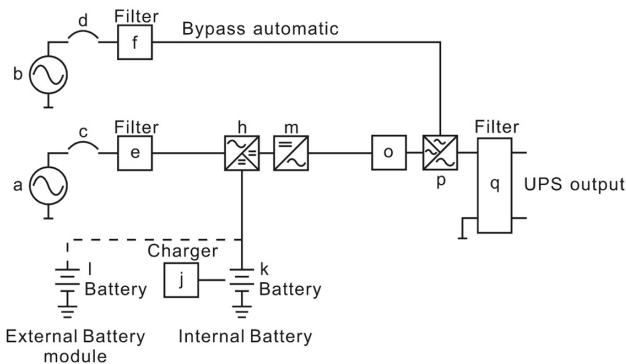 d
Filter
f
Bypass automatic
b
c
Filter
e
h
m
o
p
Filter
q
UPS output
a
Charger
j
l
Battery
k
Battery
External Battery
module
Internal Battery